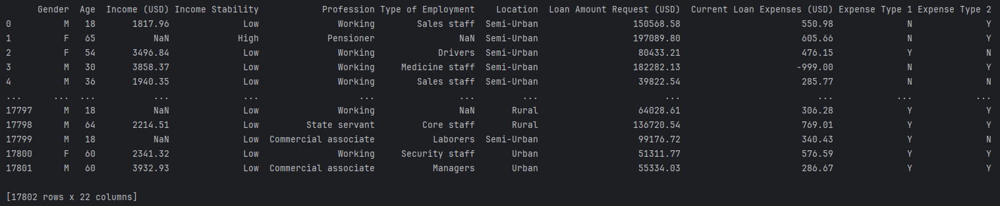 Gender Age Income (USD) Income Stability Profession Type of Employment Location Loan Amount Request (USD) Current Loan Expenses (USD) Expense Type 1 Expense Type 2
0 M 18 1817.96 Low Working Sales staff Semi-Urban 150568.58 550.98 N Y
1 F 65 NaN High Pensioner NaN Semi-Urban 197089.80 605.66 N Y
2 F 54 3496.84 Low Working Drivers Semi-Urban 80433.21 476.15 Y N
3 M 30 3858.37 Low Working Medicine staff Semi-Urban 182282.13 -999.00 N Y
4 M 36 1940.35 Low Working Sales staff Semi-Urban 39822.54 285.77 N N
... ... ... ... ... ... ... ... ... ... ... ...
17797 M 18 NaN Low Working NaN Rural 64028.61 306.28 Y Y
17798 M 64 2214.51 Low State servant Core staff Rural 136720.54 769.01 Y Y
17799 M 18 NaN Low Commercial associate Laborers Semi-Urban 99176.72 340.43 Y N
17800 F 60 2341.32 Low Working Security staff Urban 51311.77 576.59 Y Y
17801 M 60 3932.93 Low Commercial associate Managers Urban 55334.03 286.67 Y Y
[17802 rows x 22 columns]